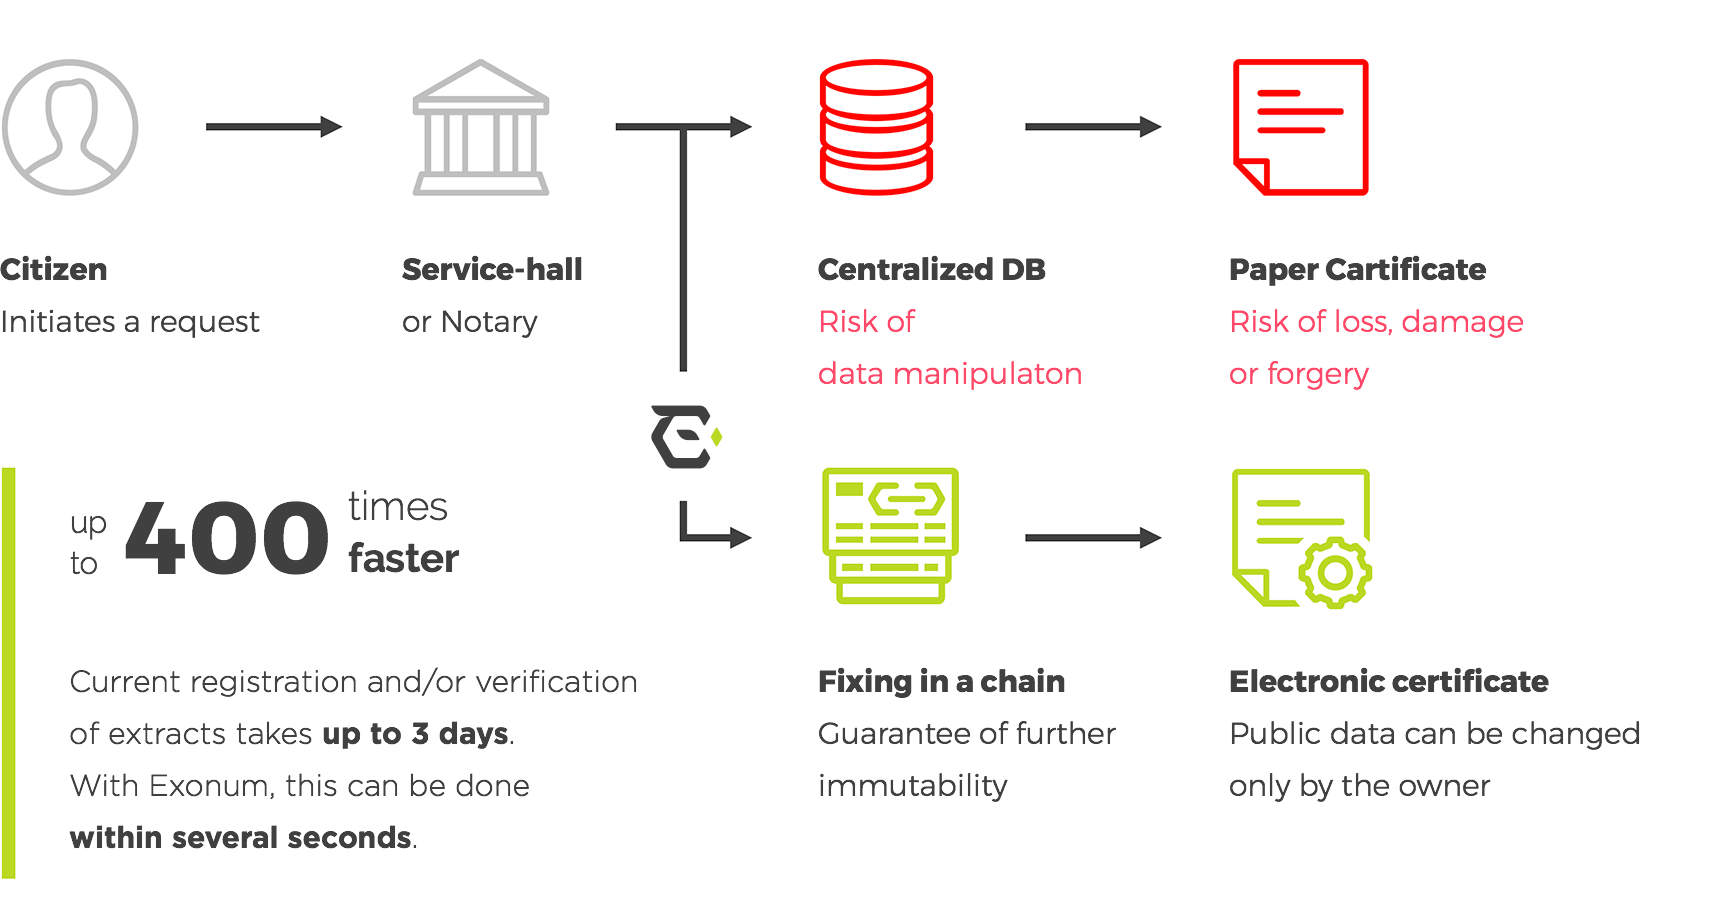 Citizen
Initiates a request
Service-hall
or Notary
Centralized DB
Risk of
data manipulaton
Paper Cartificate
Risk of loss, damage
or forgery
up
to
400
times
faster
Current registration and/or verification
of extracts takes up to 3 days.
With Exonum, this can be done
within several seconds.
Fixing in a chain
Guarantee of further
immutability
Electronic certificate
Public data can be changed
only by the owner